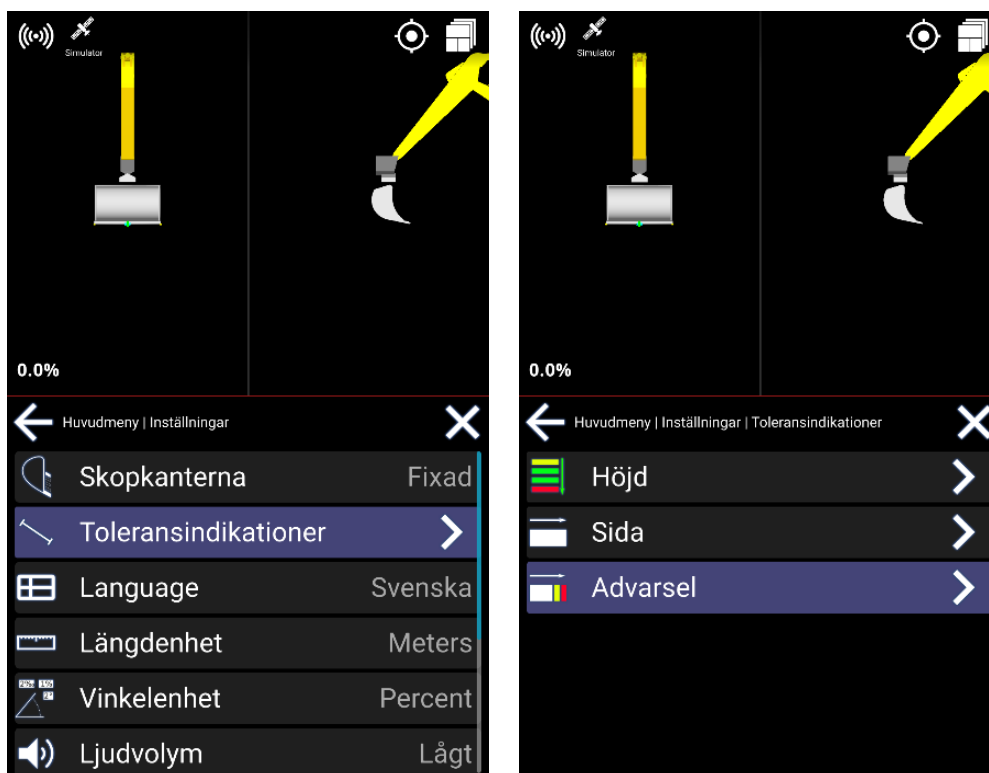 Simulator
0.0%
Huvudmeny | Inställningar
Skopkanterna Fixad
Toleransindikationer
Language Svenska
Längdenhet Meters
Vinkelenhet Percent
Ljudvolym Lågt
Simulator
0.0%
Huvudmeny | Inställningar | Toleransindikationer
Höjd
Sida
Advarsel